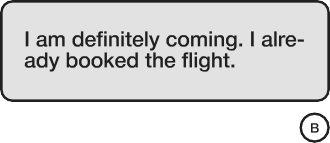 I am definitely coming. I alre-
ady booked the flight.
B